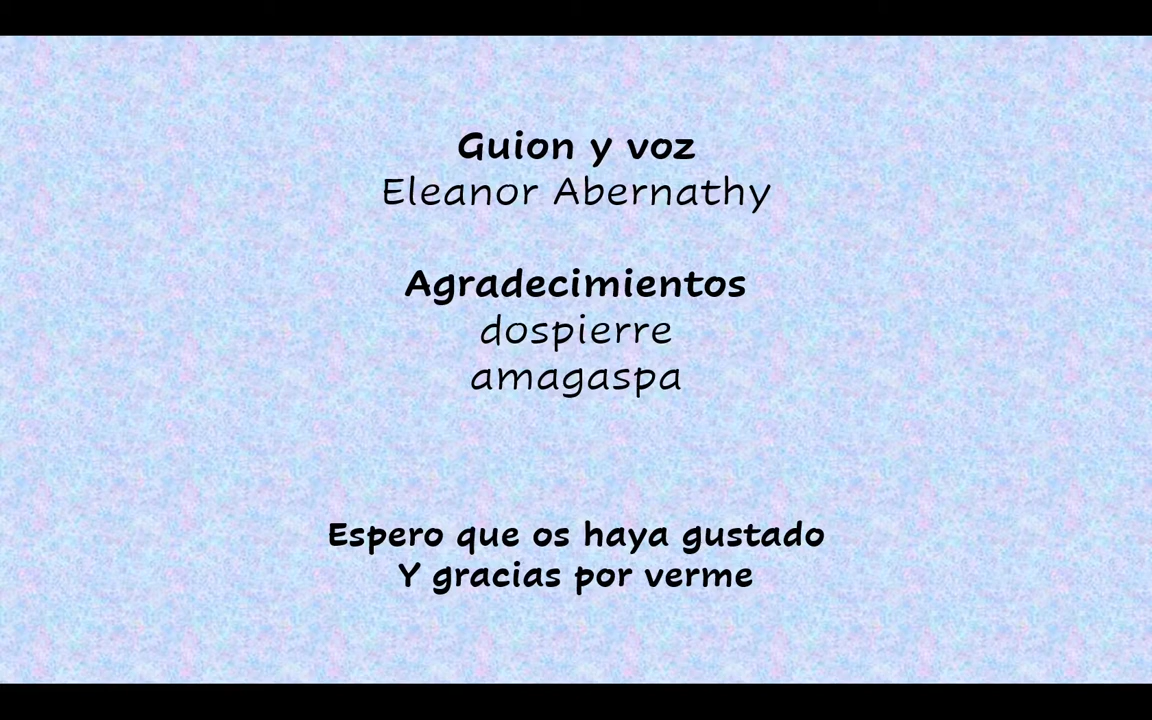 Guion y voz
Eleanor Abernathy
Agradecimientos
dospierre
amagaspa
Espero que os haya gustado
Y gracias por verme